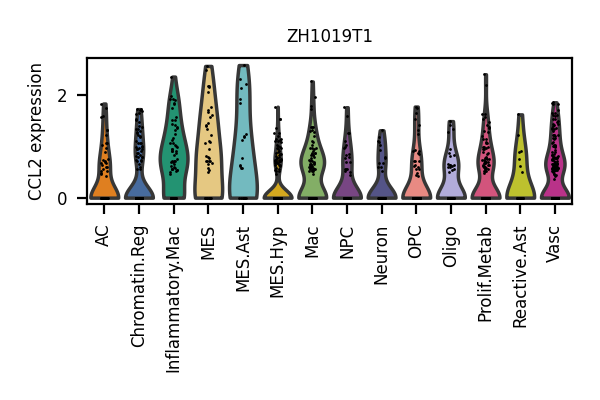 ZH1019T1
CCL2 expression
2
0
AC
Chromatin.Reg
Inflammatory.Mac
MES
MES.Ast
MES.Hyp
Mac
NPC
Neuron
OPC
Oligo
Prolif.Metab
Reactive.Ast
Vasc